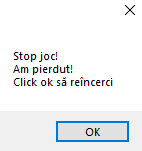 Stop joc!
Am pierdut!
Click ok să reîncerci
OK